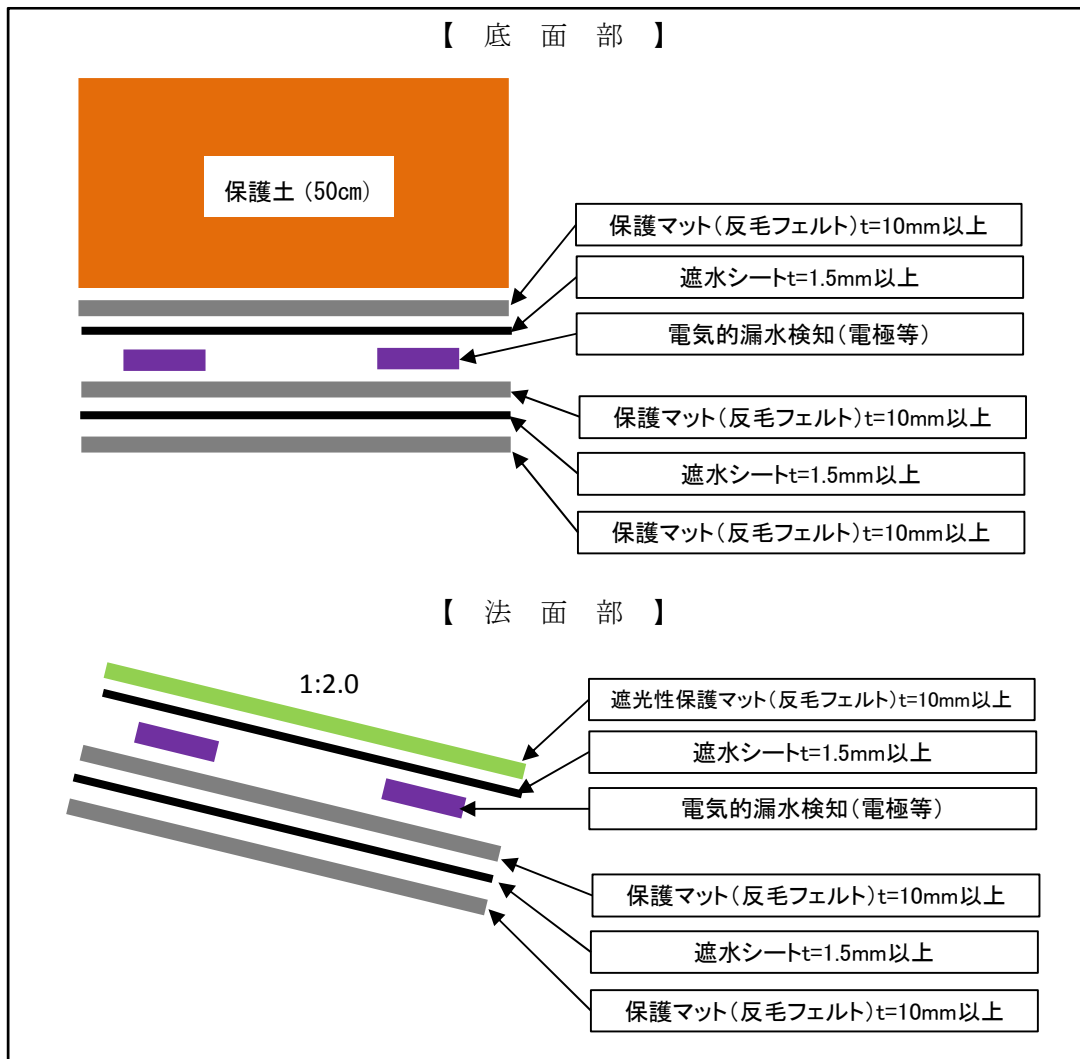 【 底 面 部 】
保護土（50cm）
保護マット（反毛フェルト）t=10mm以上
遮水シートt=1.5mm以上
電気的漏水検知（電極等）
保護マット（反毛フェルト）t=10mm以上
遮水シートt=1.5mm以上
保護マット（反毛フェルト）t=10mm以上
【 法 面 部 】
1:2.0
遮光性保護マット（反毛フェルト）t=10mm以上
遮水シートt=1.5mm以上
電気的漏水検知（電極等）
保護マット（反毛フェルト）t=10mm以上
遮水シートt=1.5mm以上
保護マット（反毛フェルト）t=10mm以上